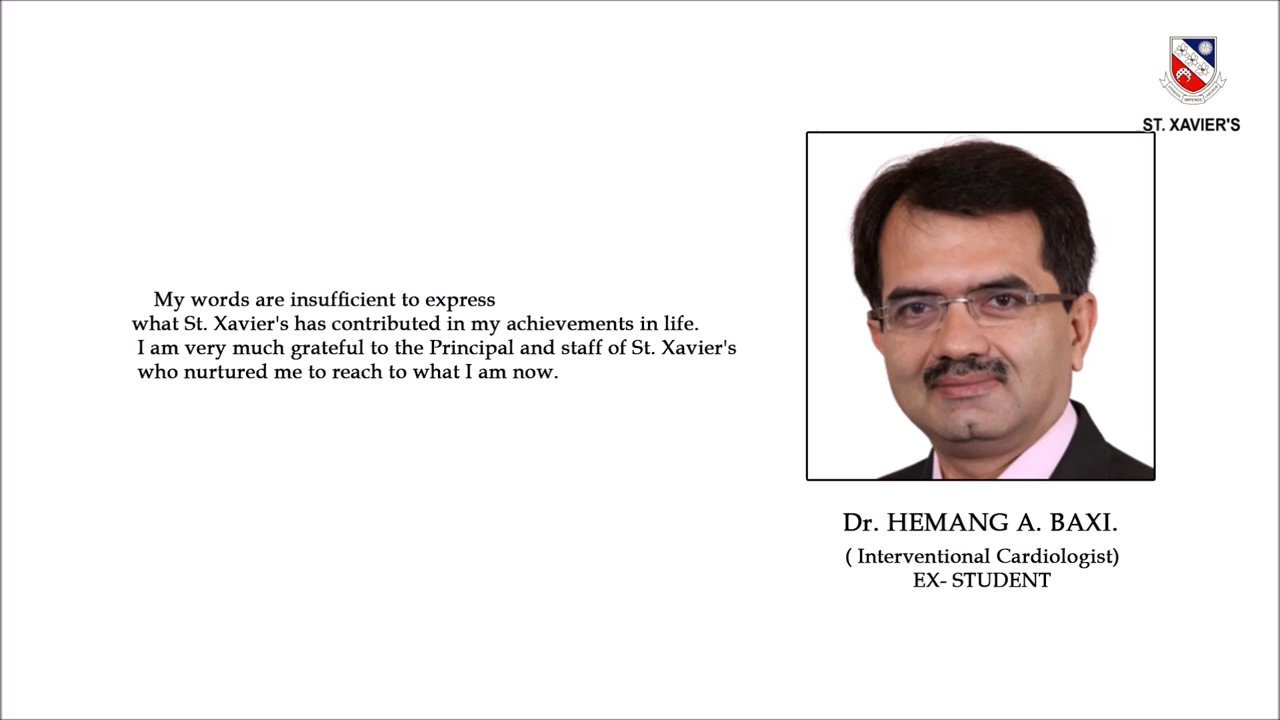 ST. XAVIER'S
My words are insufficient to express
what St. Xavier's has contributed in my achievements in life.
I am very much grateful to the Principal and staff of St. Xavier's
who nurtured me to reach to what I am now.
Dr. HEMANG A. BAXI.
( Interventional Cardiologist)
EX- STUDENT